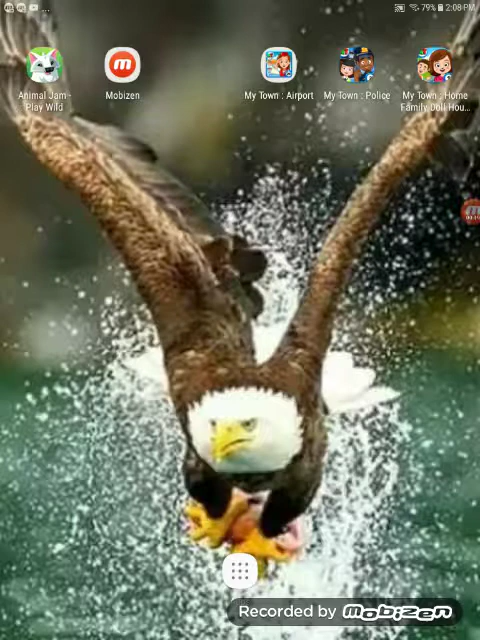 79% 2:08 PM
Animal Jam - Play Wild
Mobizen
My Town : Airport
My Town : Police
My Town : Home Family Doll Hou...
Recorded by mobizen